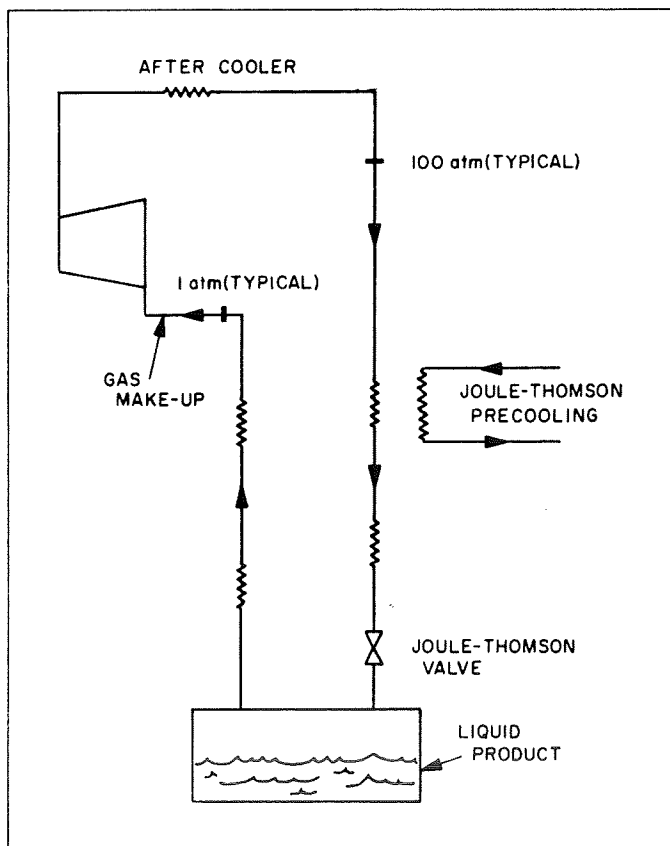 AFTER COOLER
100 atm(TYPICAL)
1 atm(TYPICAL)
GAS
MAKE-UP
JOULE-THOMSON
PRECOOLING
JOULE-THOMSON
VALVE
LIQUID
PRODUCT